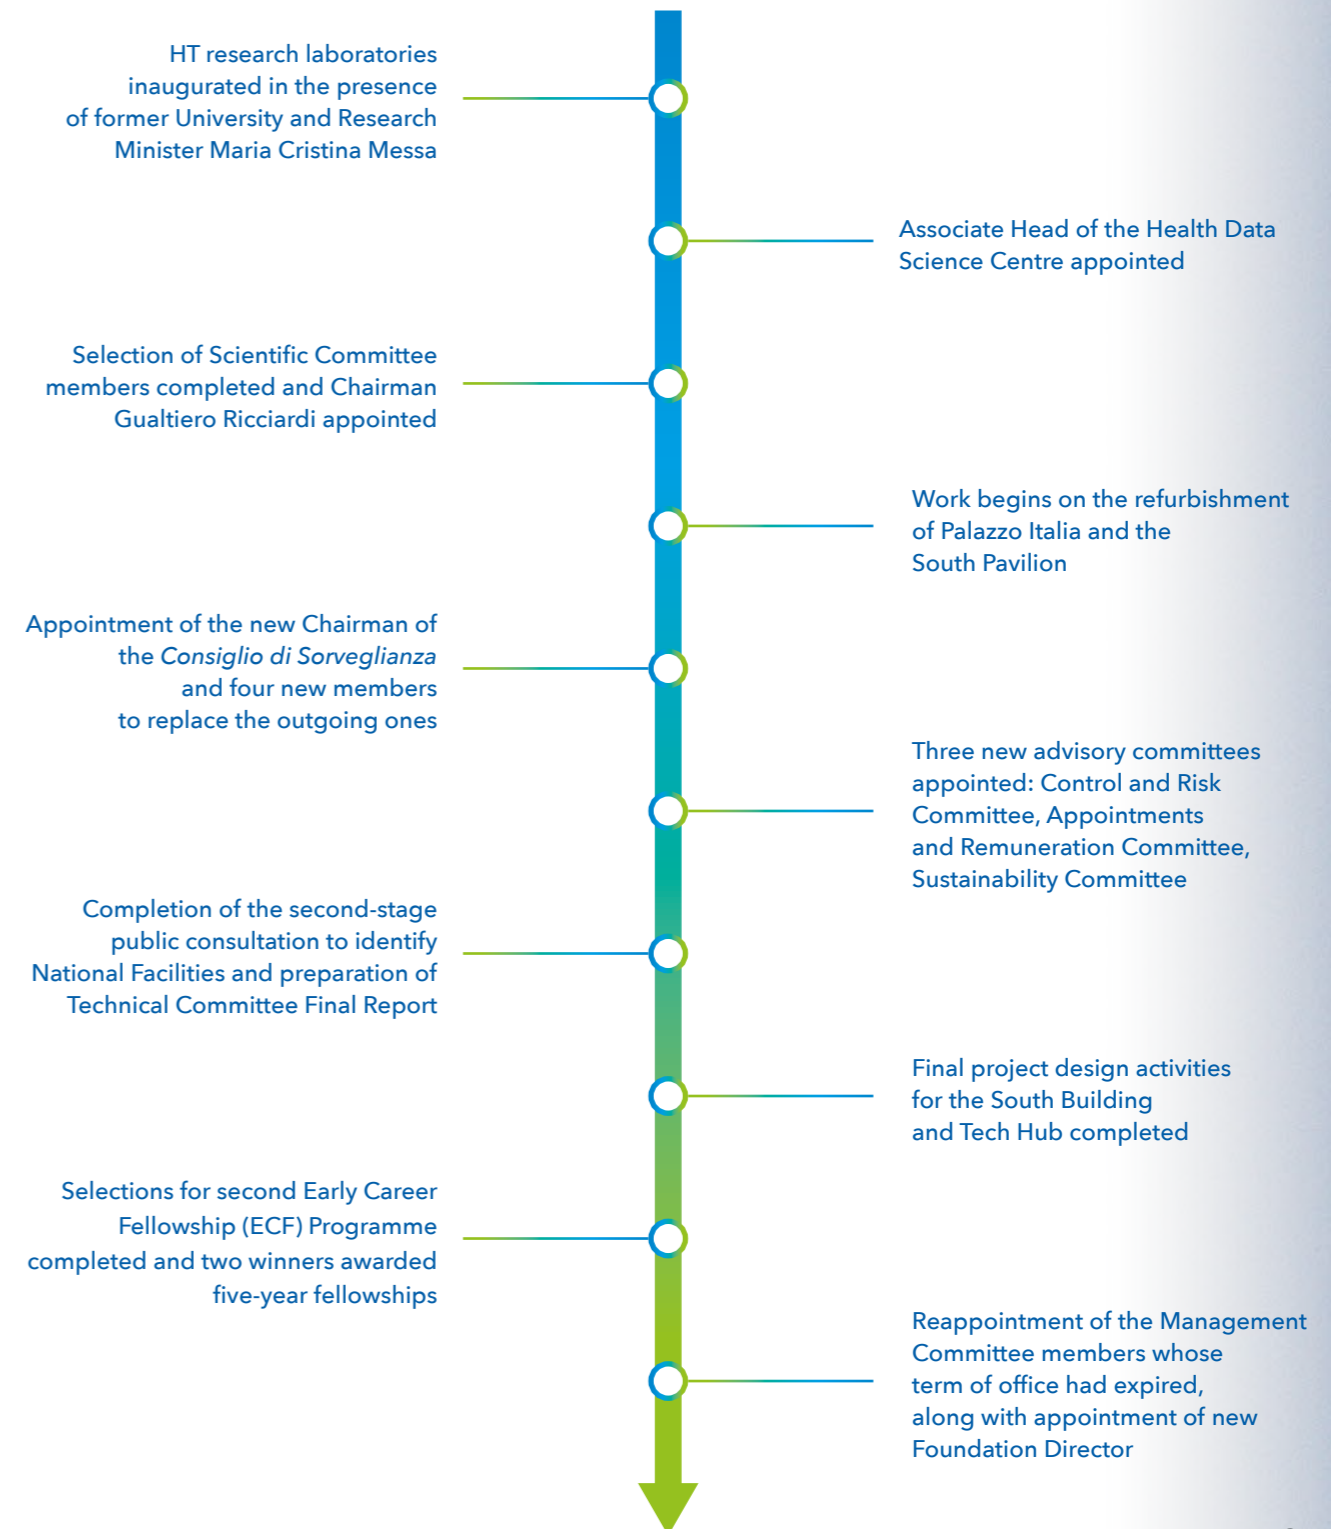 HT research laboratories
inaugurated in the presence
of former University and Research
Minister Maria Cristina Messa
Associate Head of the Health Data
Science Centre appointed
Selection of Scientific Committee
members completed and Chairman
Gualtiero Ricciardi appointed
Work begins on the refurbishment
of Palazzo Italia and the
South Pavilion
Appointment of the new Chairman of
the Consiglio di Sorveglianza
and four new members
to replace the outgoing ones
Three new advisory committees
appointed: Control and Risk
Committee, Appointments
and Remuneration Committee,
Sustainability Committee
Completion of the second-stage
public consultation to identify
National Facilities and preparation of
Technical Committee Final Report
Final project design activities
for the South Building
and Tech Hub completed
Selections for second Early Career
Fellowship (ECF) Programme
completed and two winners awarded
five-year fellowships
Reappointment of the Management
Committee members whose
term of office had expired,
along with appointment of new
Foundation Director